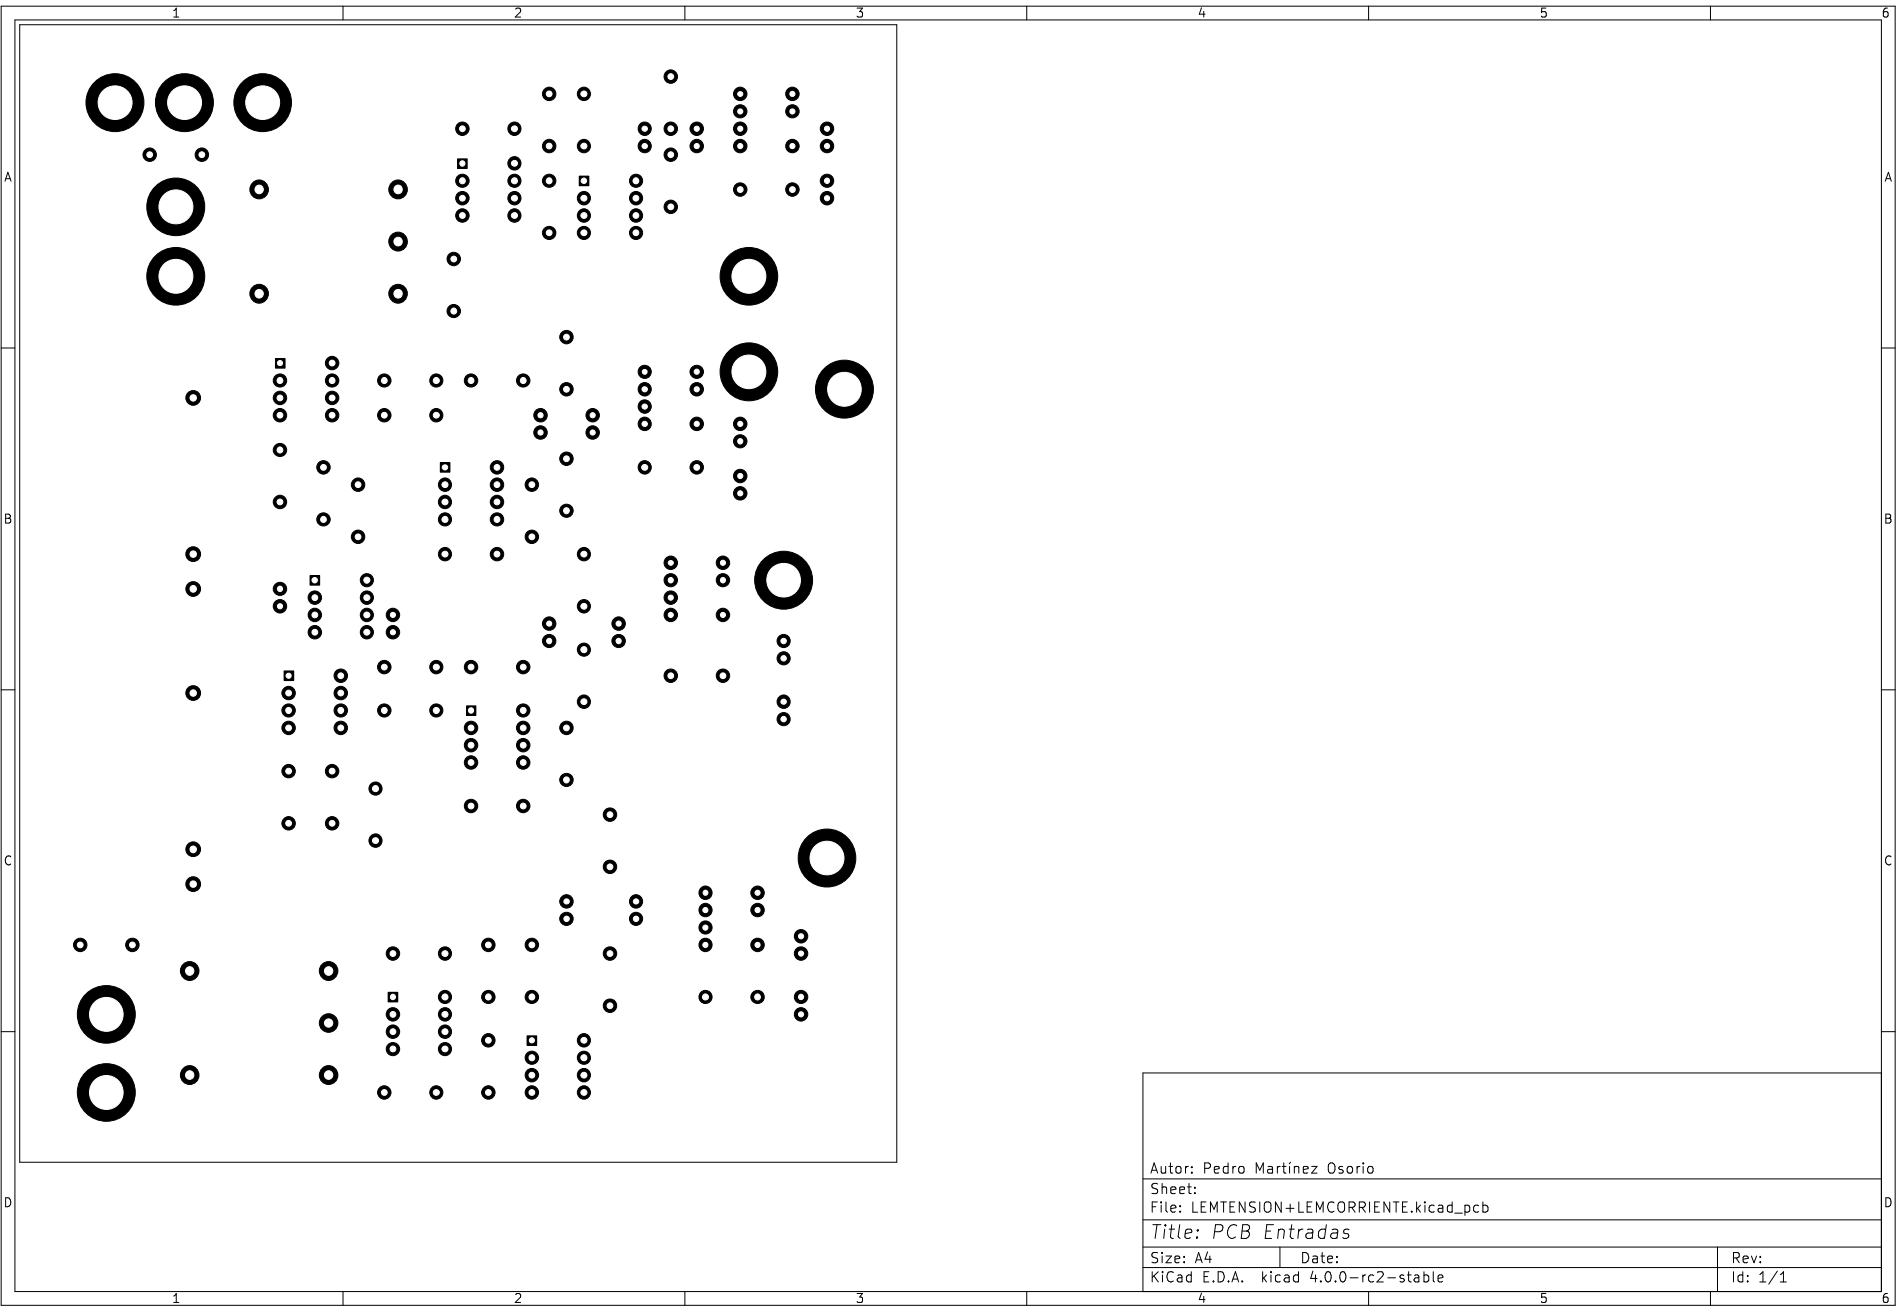 1 2 3 4 5 6
A A
B B
C C
D D
Autor: Pedro Martínez Osorio
Sheet:
File: LEMTENSION+LEMCORRIENTE.kicad_pcb
Title: PCB Entradas
Size: A4 Date: Rev:
KiCad E.D.A. kicad 4.0.0-rc2-stable Id: 1/1
1 2 3 4 5 6